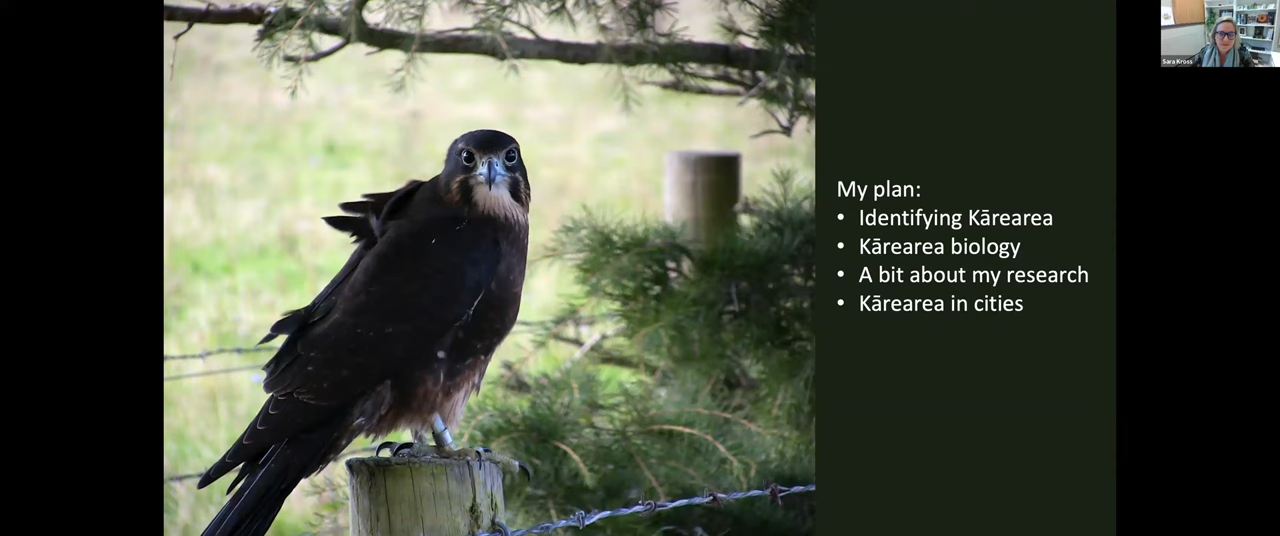 My plan:
• Identifying Kārearea
• Kārearea biology
• A bit about my research
• Kārearea in cities
Sara Kross